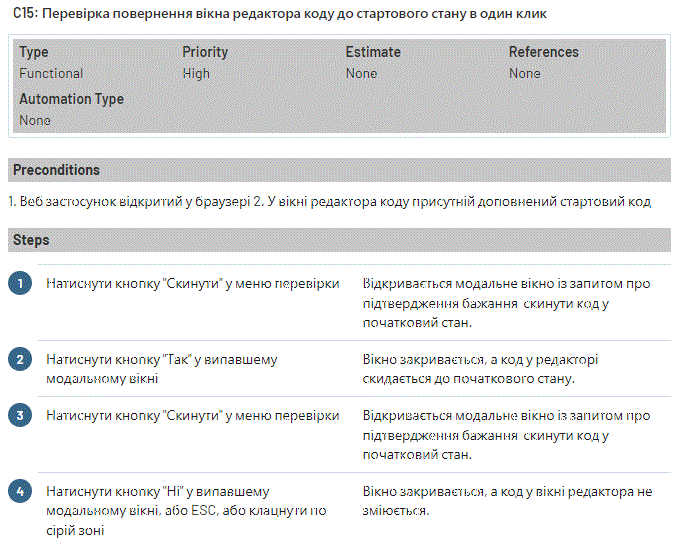 C15: Перевірка повернення вікна редактора коду до стартового стану в один клик
Type Priority Estimate References
Functional High None None
Automation Type
None
Preconditions
1. Веб застосунок відкритий у браузері 2. У вікні редактора коду присутній доповнений стартовий код
Steps
1 Натиснути кнопку "Скинути" у меню перевірки Відкривається модальне вікно із запитом про
підтвердження бажання скинути код у
початковий стан.
2 Натиснути кнопку "Так" у випавшему Вікно закривається, а код у редакторі
модальному вікні скидається до початкового стану.
3 Натиснути кнопку "Скинути" у меню перевірки Відкривається модальне вікно із запитом про
підтвердження бажання скинути код у
початковий стан.
4 Натиснути кнопку "Ні" у випавшему Вікно закривається, а код у вікні редактора не
модальному вікні, або ESC, або клацнути по зміюється.
сірій зоні